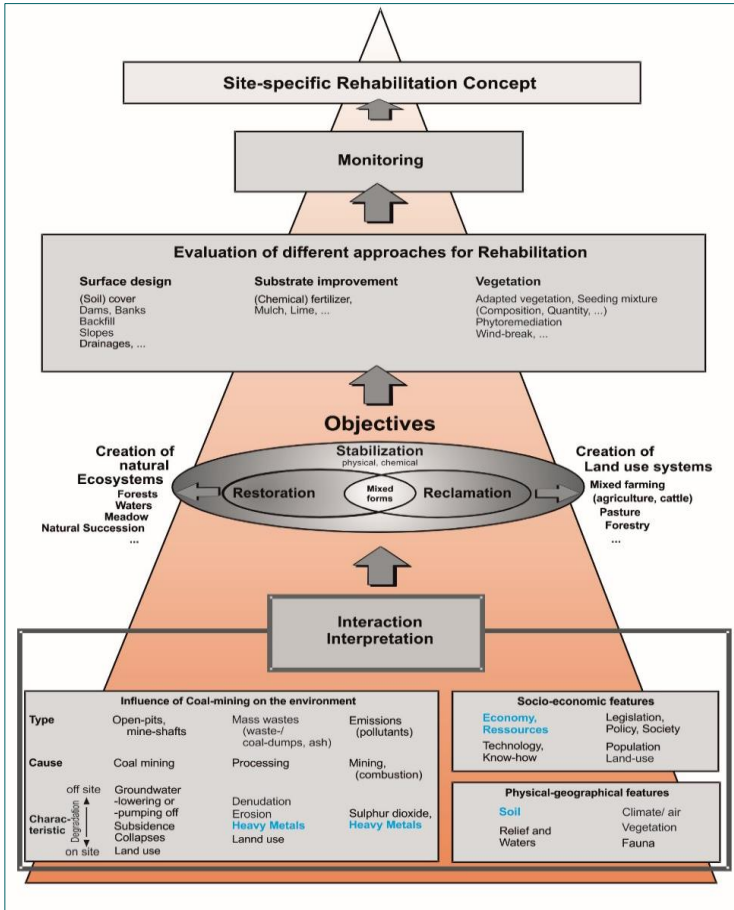 Site-specific Rehabilitation Concept
Monitoring
Evaluation of different approaches for Rehabilitation
Surface design
(Soil) cover
Dams, Banks
Backfill
Slopes
Drainages, ...
Substrate improvement
(Chemical) fertilizer,
Mulch, Lime, ...
Vegetation
Adapted vegetation, Seeding mixture
(Composition, Quantity, ...)
Phytoremediation
Wind-break, ...
Objectives
Creation of
natural
Ecosystems
Forests
Waters
Meadow
Natural Succession
...
Stabilization
physical, chemical
Restoration
Mixed
forms
Reclamation
Creation of
Land use systems
Mixed farming
(agriculture, cattle)
Pasture
Forestry
...
Interaction
Interpretation
Influence of Coal-mining on the environment
Type
Open-pits,
mine-shafts
Mass wastes
(waste-/
coal-dumps, ash)
Emissions
(pollutants)
Cause
Coal mining
Processing
Mining,
(combustion)
Charac-
teristic
off site
Degradation
on site
Groundwater
-lowering or
-pumping off
Subsidence
Collapses
Land use
Denudation
Erosion
Heavy Metals
Lannd use
Sulphur dioxide,
Heavy Metals
Socio-economic features
Economy,
Ressources
Legislation,
Policy, Society
Technology,
Know-how
Population
Land-use
Physical-geographical features
Soil
Climate/ air
Relief and
Waters
Vegetation
Fauna